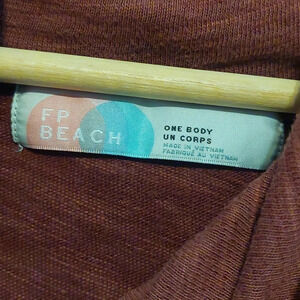 FP
BEACH
ONE BODY
UN CORPS
MADE IN VIETNAM
FABRIQUÉ AU VIETNAM